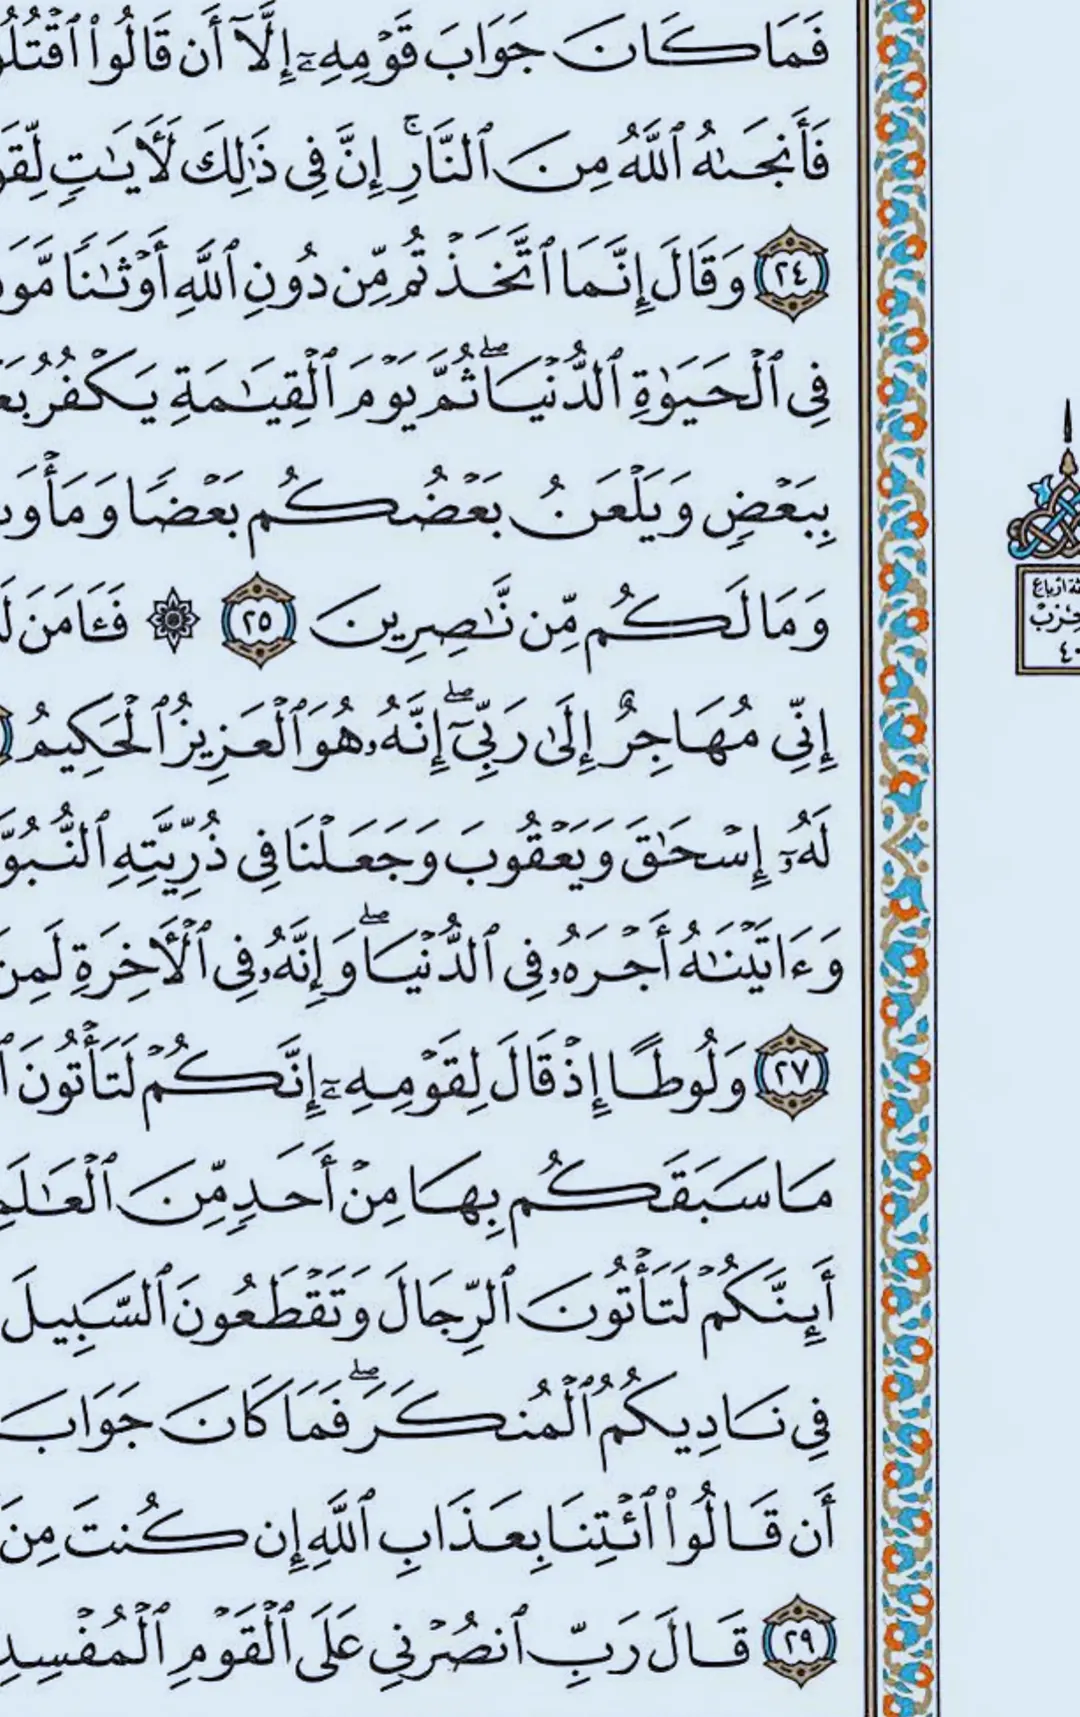 فَمَا كَانَ جَوَابَ قَوْمِهِۦٓ إِلَّآ أَن قَالُوا۟ ٱقْتُلُو
فَأَنجَىٰهُ ٱللَّهُ مِنَ ٱلنَّارِ ۚ إِنَّ فِى ذَٰلِكَ لَـَٔايَـٰتٍ لِّقَو
٢٤ وَقَالَ إِنَّمَا ٱتَّخَذْتُم مِّن دُونِ ٱللَّهِ أَوْثَـٰنًا مَّوَ
فِى ٱلْحَيَوٰةِ ٱلدُّنْيَا ۖ ثُمَّ يَوْمَ ٱلْقِيَـٰمَةِ يَكْفُرُ بَعْ
بِبَعْضٍ وَيَلْعَنُ بَعْضُكُم بَعْضًا وَمَأْوَ
وَمَا لَكُم مِّن نَّـٰصِرِينَ ٢٥ ۞ فَـَٔامَنَ لَ
إِنِّى مُهَاجِرٌ إِلَىٰ رَبِّىٓ ۖ إِنَّهُۥ هُوَ ٱلْعَزِيزُ ٱلْحَكِيمُ
لَهُۥٓ إِسْحَـٰقَ وَيَعْقُوبَ وَجَعَلْنَا فِى ذُرِّيَّتِهِ ٱلنُّبُوَّ
وَءَاتَيْنَـٰهُ أَجْرَهُۥ فِى ٱلدُّنْيَا ۖ وَإِنَّهُۥ فِى ٱلْـَٔاخِرَةِ لَمِنَ
٢٧ وَلُوطًا إِذْ قَالَ لِقَوْمِهِۦٓ إِنَّكُمْ لَتَأْتُونَ
مَا سَبَقَكُم بِهَا مِنْ أَحَدٍ مِّنَ ٱلْعَـٰلَمِ
أَئِنَّكُمْ لَتَأْتُونَ ٱلرِّجَالَ وَتَقْطَعُونَ ٱلسَّبِيلَ
فِى نَادِيكُمُ ٱلْمُنكَرَ ۖ فَمَا كَانَ جَوَابَ
أَن قَالُوا۟ ٱئْتِنَا بِعَذَابِ ٱللَّهِ إِن كُنتَ مِنَ
٢٩ قَالَ رَبِّ ٱنصُرْنِى عَلَى ٱلْقَوْمِ ٱلْمُفْسِدِ
أرباع
حزب
٤٠